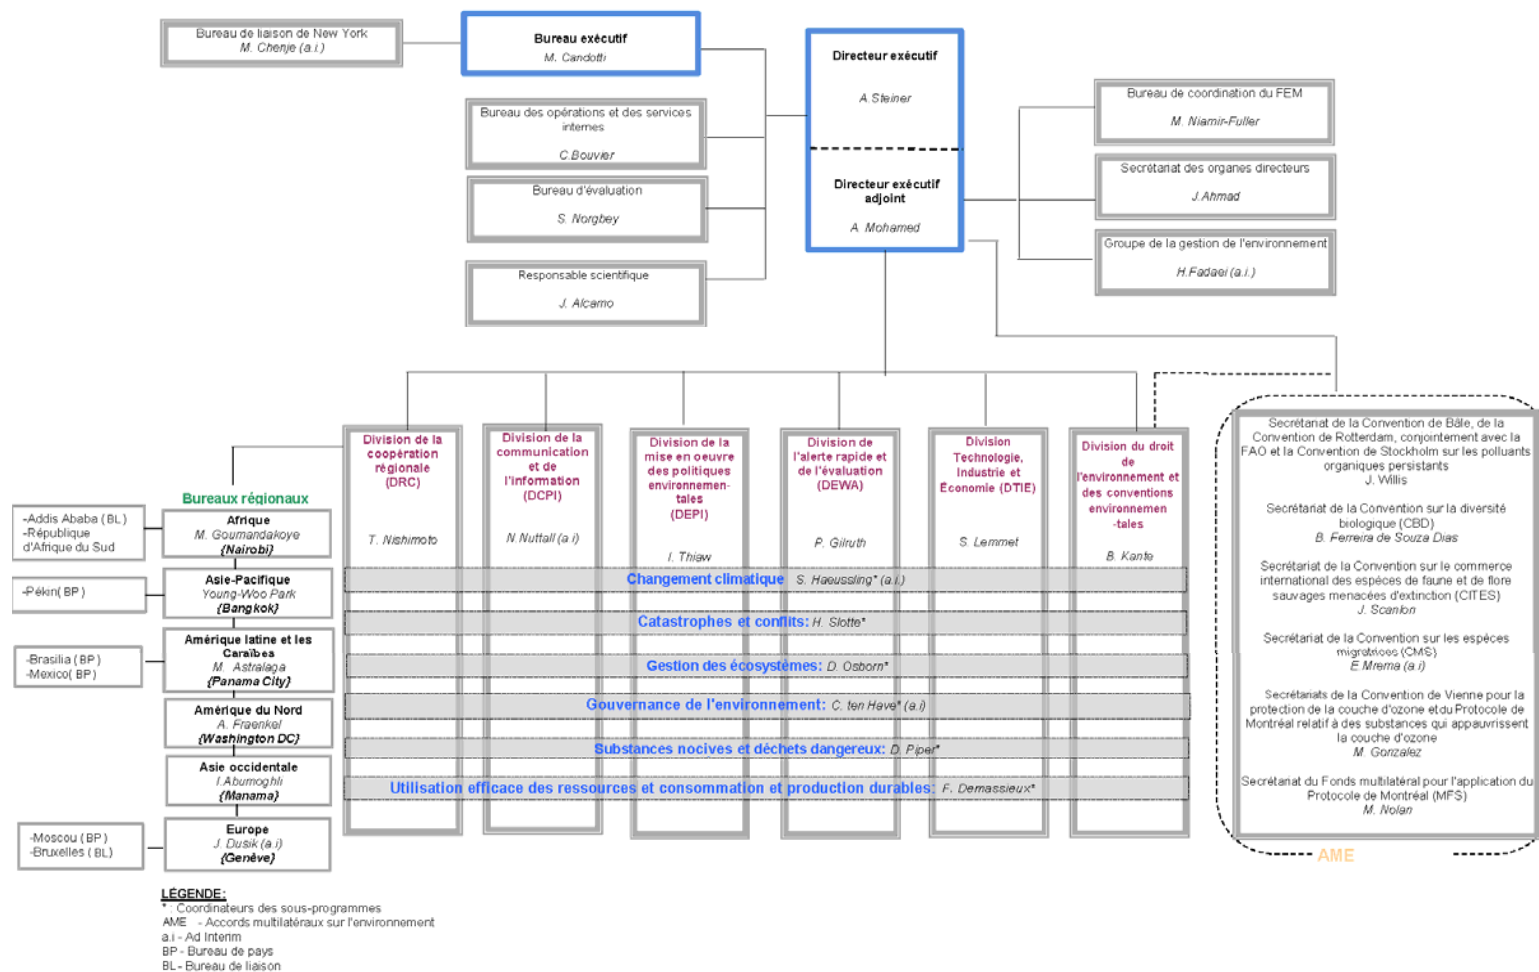 Bureau de liaison de New York
M. Chenje (a.i.)
Bureau exécutif
M. Candotti
Directeur exécutif
A.Steiner
Directeur exécutif
adjoint
A. Mohamed
Bureau des opérations et des services
internes
C.Bouvier
Bureau d'évaluation
S. Norgbey
Responsable scientifique
J. Alcamo
Bureau de coordination du FEM
M. Niamir-Fuller
Secrétariat des organes directeurs
J.Ahmad
Groupe de la gestion de l'environnement
H.Fadaei (a.i.)
Division de la
coopération
régionale
(DRC)
T. Nishimoto
Division de la
communication
et de
l'information
(DCPI)
N.Nuttall (a.i)
Division de la
mise en oeuvre
des politiques
environnemen-
tales
(DEPI)
I. Thiaw
Division de
l'alerte rapide et
de l'évaluation
(DEWA)
P. Gilruth
Division
Technologie,
Industrie et
Économie (DTIE)
S. Lemmet
Division du droit
de
l'environnement et
des conventions
environnemen
-tales
B. Kante
Changement climatique S. Haeussling* (a.i.)
Catastrophes et conflits: H. Slotte*
Gestion des écosystèmes: D. Osborn*
Gouvernance de l'environnement: C. ten Have* (a.i)
Substances nocives et déchets dangereux: D. Piper*
Utilisation efficace des ressources et consommation et production durables: F. Demassieux*
Bureaux régionaux
-Addis Ababa (BL)
-République
d'Afrique du Sud
Afrique
M. Goumandakoye
{Nairobi}
-Pékin( BP)
Asie-Pacifique
Young-Woo Park
{Bangkok}
-Brasilia ( BP)
-Mexico( BP)
Amérique latine et les
Caraïbes
M. Astralaga
{Panama City}
Amérique du Nord
A. Fraenkel
{Washington DC}
Asie occidentale
I.Abumoghli
{Manama}
-Moscou ( BP)
-Bruxelles ( BL)
Europe
J. Dusik (a.i)
{Genève}
Secrétariat de la Convention de Bâle, de la
Convention de Rotterdam, conjointement avec la
FAO et la Convention de Stockholm sur les polluants
organiques persistants
J. Willis
Secrétariat de la Convention sur la diversité
biologique (CBD)
B. Ferreira de Souza Dias
Secrétariat de la Convention sur le commerce
international des espèces de faune et de flore
sauvages menacées d'extinction (CITES)
J. Scanlon
Secrétariat de la Convention sur les espèces
migratrices (CMS)
E.Mrema (a.i)
Secrétariats de la Convention de Vienne pour la
protection de la couche d'ozone et du Protocole de
Montréal relatif à des substances qui appauvrissent
la couche d'ozone
M. Gonzalez
Secrétariat du Fonds multilatéral pour l'application du
Protocole de Montréal (MFS)
M. Nolan
AME
LÉGENDE:
* : Coordinateurs des sous-programmes
AME - Accords multilatéraux sur l'environnement
a.i - Ad Interim
BP - Bureau de pays
BL - Bureau de liaison